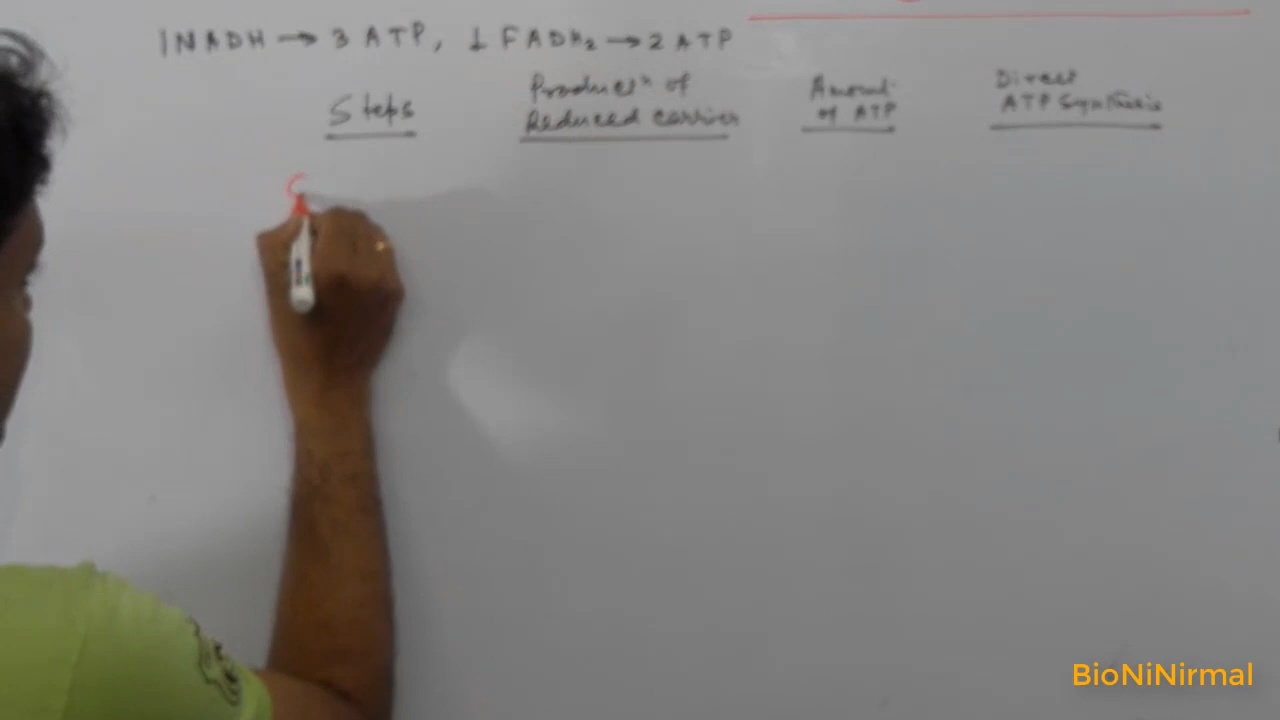 1 NADH → 3 ATP, 1 FADH₂ → 2 ATP
Steps
Productⁿ of
Reduced carrier
Amount
of ATP
Direct
ATP Synthesis
BioNiNirmal